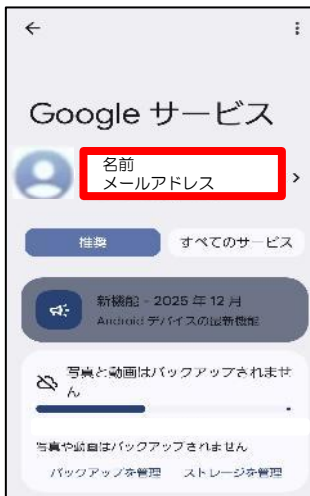 Google サービス
名前
メールアドレス
推奨 すべてのサービス
新機能 - 2025 年 12 月
Android デバイスの最新機能
写真と動画はバックアップされませ
ん
写真や動画はバックアップされません
バックアップを管理 ストレージを管理